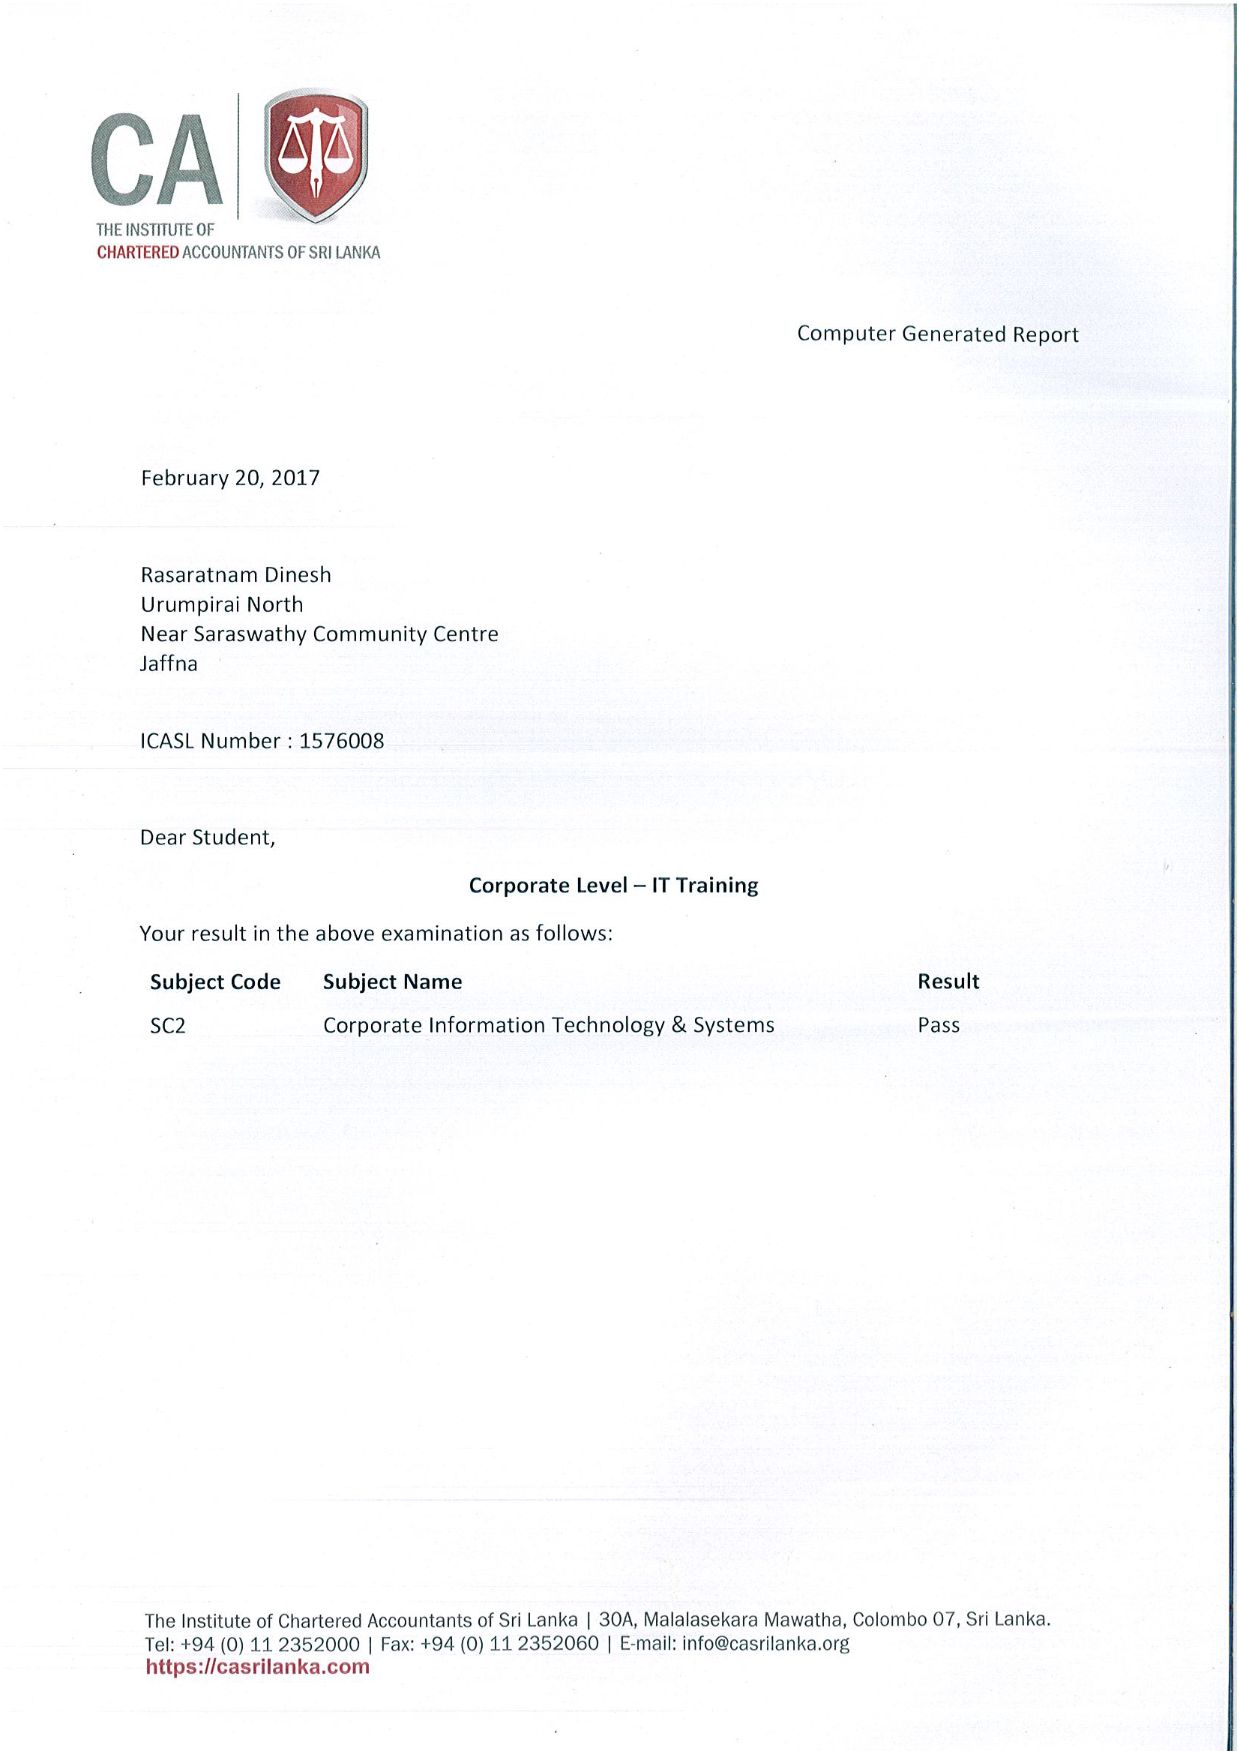 CA
THE INSTITUTE OF
CHARTERED ACCOUNTANTS OF SRI LANKA
Computer Generated Report
February 20, 2017
Rasaratnam Dinesh
Urumpirai North
Near Saraswathy Community Centre
Jaffna
ICASL Number : 1576008
Dear Student,
Corporate Level – IT Training
Your result in the above examination as follows:
Subject Code Subject Name Result
SC2 Corporate Information Technology & Systems Pass
The Institute of Chartered Accountants of Sri Lanka | 30A, Malalasekara Mawatha, Colombo 07, Sri Lanka.
Tel: +94 (0) 11 2352000 | Fax: +94 (0) 11 2352060 | E-mail: info@casrilanka.org
https://casrilanka.com